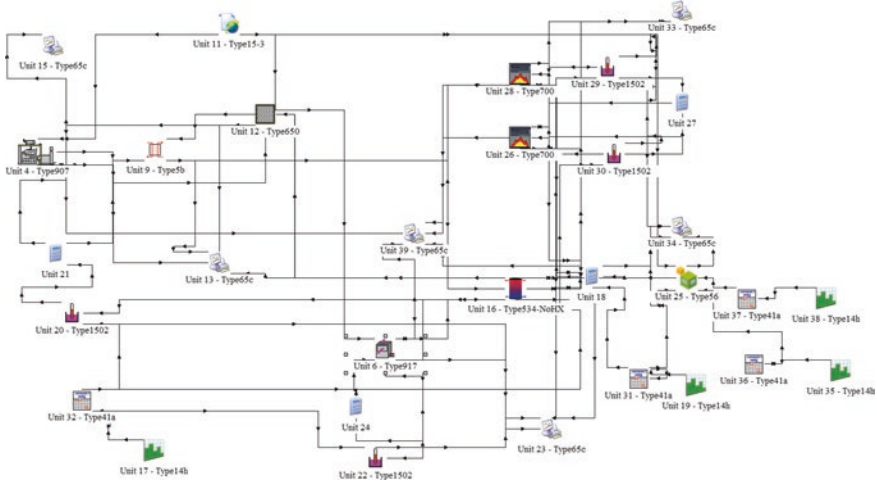 Unit 33 - Type65c
Unit 11 - Type15-3
Unit 15 - Type65c
Unit 28 - Type700
Unit 29 - Type1502
Unit 27
Unit 12 - Type650
Unit 4 - Type907
Unit 9 - Type5b
Unit 26 - Type700
Unit 30 - Type1502
Unit 34 - Type65c
Unit 39 - Type65c
Unit 21
Unit 13 - Type65c
Unit 16 - Type534-NoHX
Unit 18
Unit 25 - Type56
Unit 20 - Type1502
Unit 37 - Type41a
Unit 38 - Type14h
Unit 6 - Type917
Unit 32 - Type41a
Unit 24
Unit 31 - Type41a
Unit 19 - Type14h
Unit 36 - Type41a
Unit 35 - Type14h
Unit 17 - Type14h
Unit 22 - Type1502
Unit 23 - Type65c